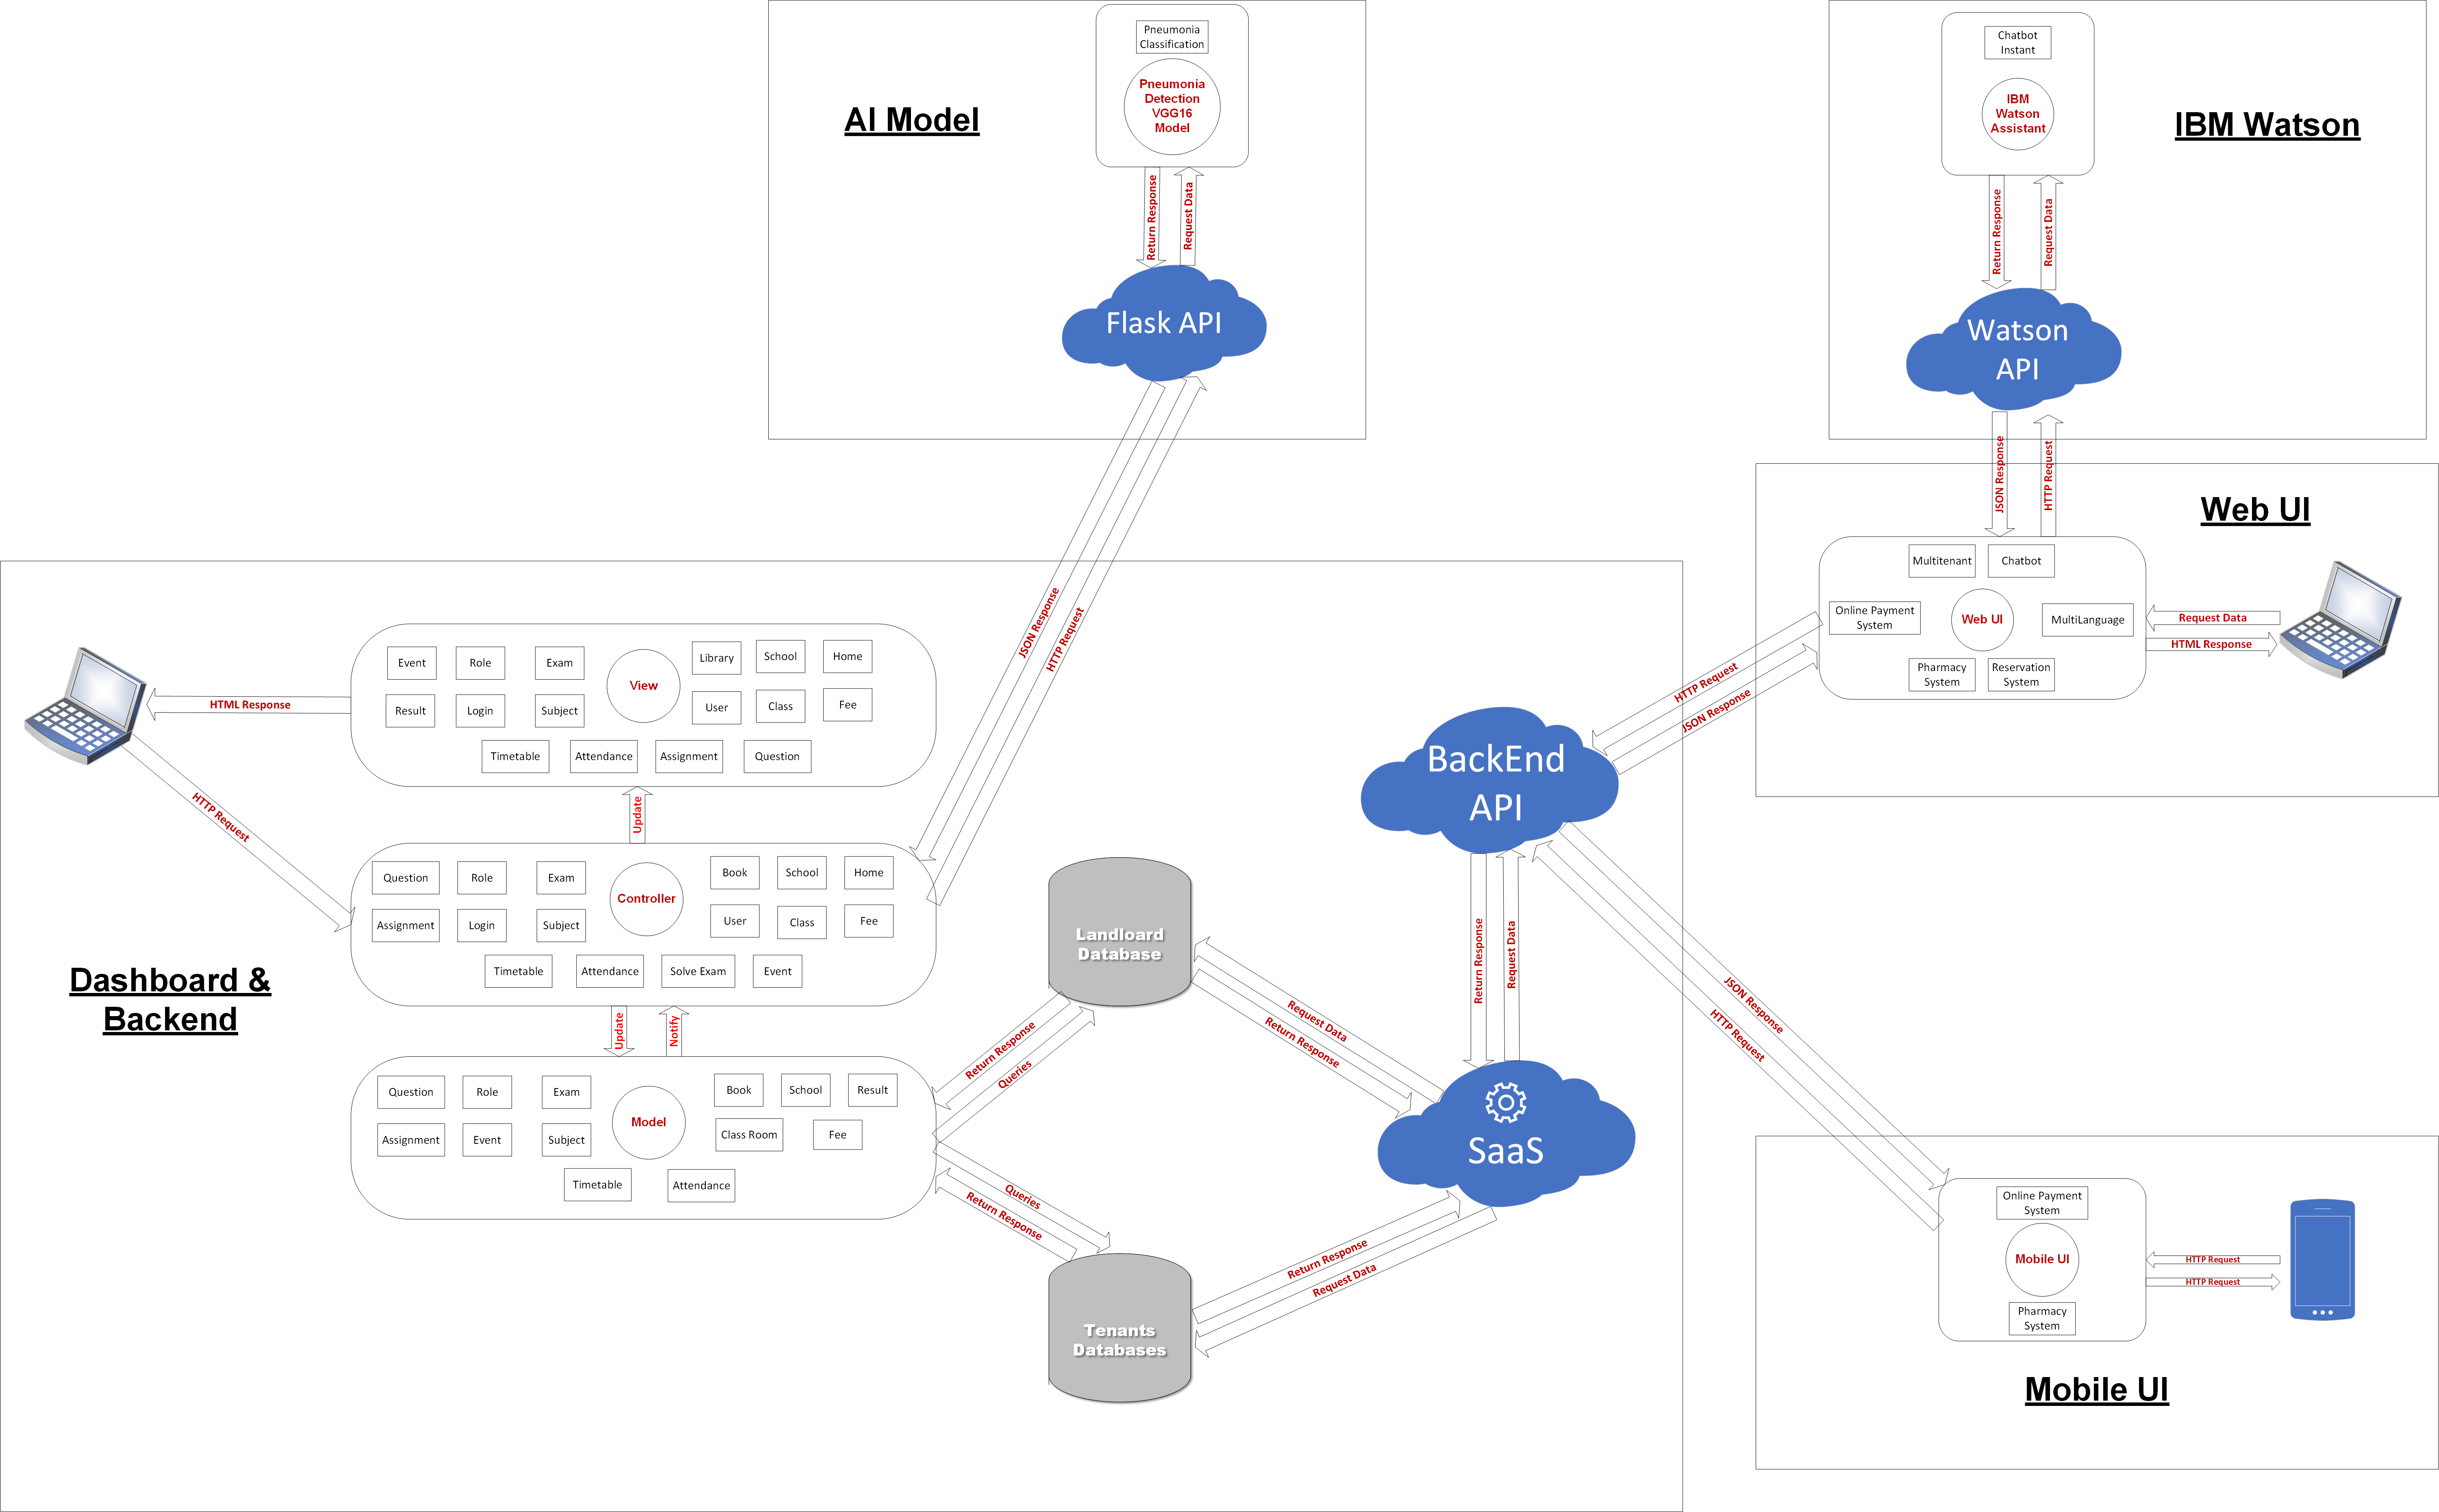 Pneumonia
Classification
Pneumonia
Detection
VGG16
Model
AI Model
Return Response
Request Data
Flask API
JSON Response
HTTP Request
Chatbot
Instant
IBM
Watson
Assistant
IBM Watson
Return Response
Request Data
Watson
API
JSON Response
HTTP Request
Web UI
Multitenant
Chatbot
Online Payment
System
Web UI
MultiLanguage
Pharmacy
System
Reservation
System
Request Data
HTML Response
HTTP Request
JSON Response
Dashboard &
Backend
HTML Response
HTTP Request
Event
Role
Exam
View
Library
School
Home
Result
Login
Subject
User
Class
Fee
Timetable
Attendance
Assignment
Question
Update
Question
Role
Exam
Controller
Book
School
Home
Assignment
Login
Subject
User
Class
Fee
Timetable
Attendance
Solve Exam
Event
Update
Notify
Question
Role
Exam
Model
Book
School
Result
Assignment
Event
Subject
Class Room
Fee
Timetable
Attendance
Return Response
Queries
Queries
Return Response
Landloard
Database
Tenants
Databases
Request Data
Return Response
Return Response
Request Data
BackEnd
API
Return Response
Request Data
SaaS
JSON Response
HTTP Request
Online Payment
System
Mobile UI
Pharmacy
System
HTTP Request
HTTP Request
Mobile UI